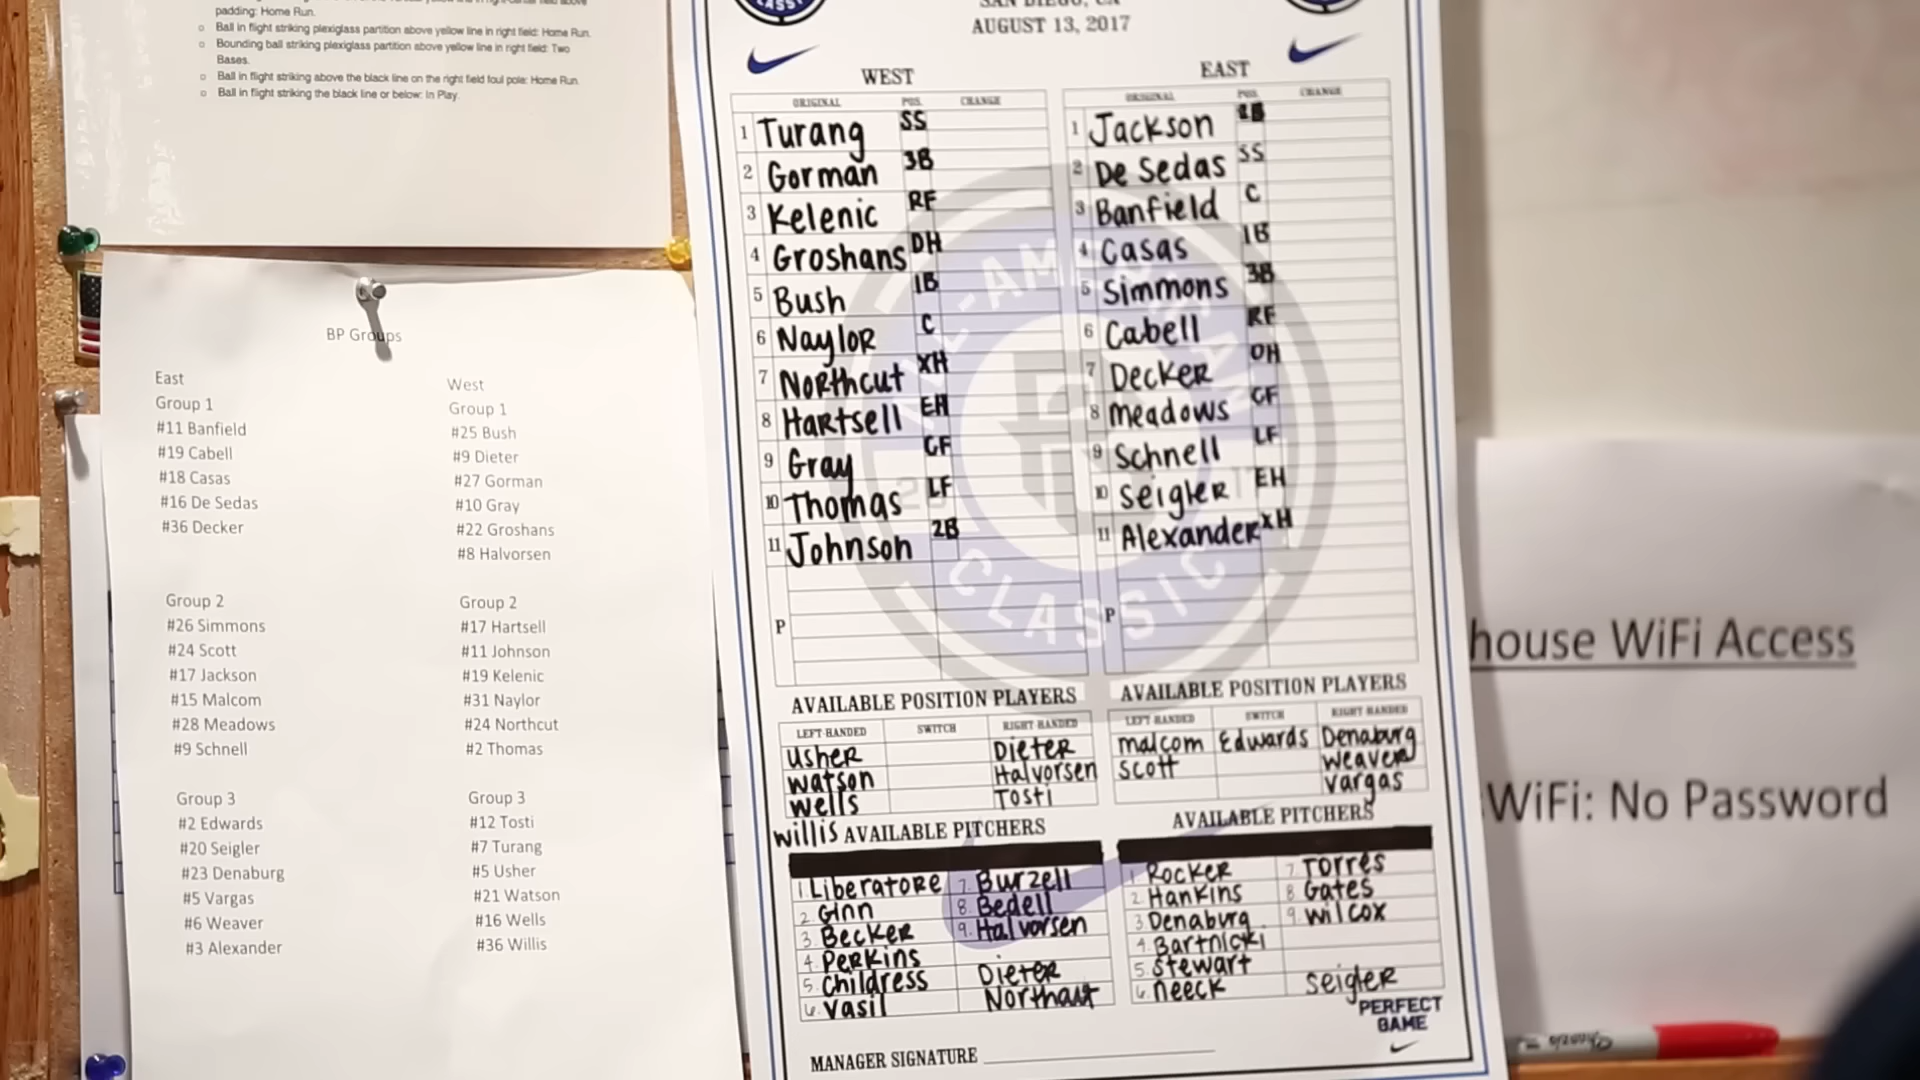 padding: Home Run.
Ball in flight striking plexiglass partition above yellow line in right field: Home Run.
Bounding ball striking plexiglass partition above yellow line in right field: Two
Bases.
Ball in flight striking above the black line on the right field foul pole: Home Run.
Ball in flight striking the black line or below: In Play.
BP Groups
East
Group 1
#11 Banfield
#19 Cabell
#18 Casas
#16 De Sedas
#36 Decker
Group 2
#26 Simmons
#24 Scott
#17 Jackson
#15 Malcom
#28 Meadows
#9 Schnell
Group 3
#2 Edwards
#20 Seigler
#23 Denaburg
#5 Vargas
#6 Weaver
#3 Alexander
West
Group 1
#25 Bush
#9 Dieter
#27 Gorman
#10 Gray
#22 Groshans
#8 Halvorsen
Group 2
#17 Hartsell
#11 Johnson
#19 Kelenic
#31 Naylor
#24 Northcut
#2 Thomas
Group 3
#12 Tosti
#7 Turang
#5 Usher
#21 Watson
#16 Wells
#36 Willis
CLASSIC
SAN DIEGO, CA
AUGUST 13, 2017
WEST
ORIGINAL POS. CHANGE
1 Turang SS
2 Gorman 3B
3 Kelenic RF
4 Groshans DH
5 Bush 1B
6 Naylor C
7 Northcut XH
8 Hartsell EH
9 Gray CF
10 Thomas LF
11 Johnson 2B
P
EAST
ORIGINAL POS. CHANGE
1 Jackson
2 De Sedas SS
3 Banfield C
4 Casas 1B
5 Simmons 3B
6 Cabell RF
7 Decker DH
8 Meadows CF
9 Schnell LF
10 Seigler EH
11 Alexander XH
P
ALL-AMERICAN
CLASSIC
AVAILABLE POSITION PLAYERS
LEFT-HANDED SWITCH RIGHT HANDED
Usher Dieter
Watson Halvorsen
Wells Tosti
Willis
AVAILABLE POSITION PLAYERS
LEFT HANDED SWITCH RIGHT HANDED
Malcom Edwards Denaburg
Scott Weaver
Vargas
AVAILABLE PITCHERS
1. Liberatore 7. Burzell
2 Ginn 8. Bedell
3. Becker 9. Halvorsen
4. Perkins
5. Childress Dieter
6. Vasil Northcut
AVAILABLE PITCHERS
1 Rocker 7 Torres
2 Hankins 8 Gates
3 Denaburg 9 Wilcox
4 Bartnicki
5 Stewart
6 Neeck Seigler
PERFECT
GAME
MANAGER SIGNATURE
house WiFi Access
WiFi: No Password